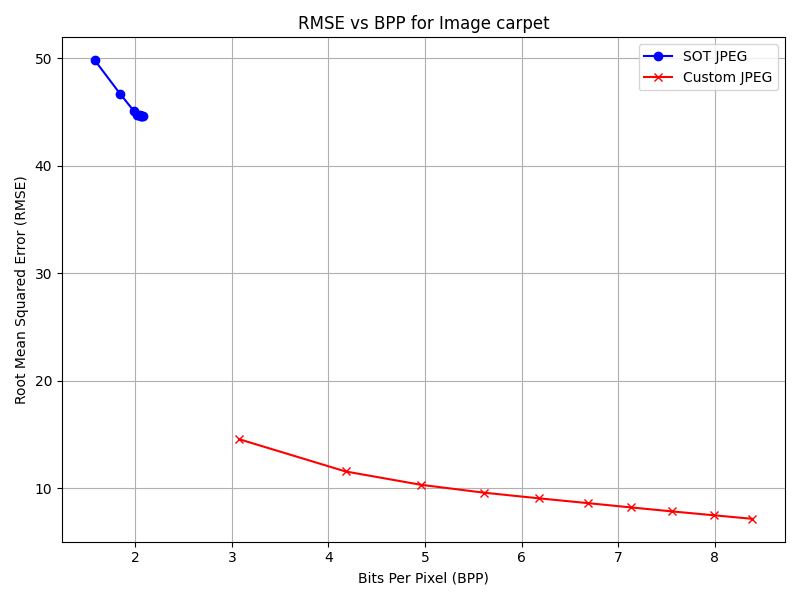 RMSE vs BPP for Image carpet
SOT JPEG
Custom JPEG
Root Mean Squared Error (RMSE)
50
40
30
20
10
2 3 4 5 6 7 8
Bits Per Pixel (BPP)